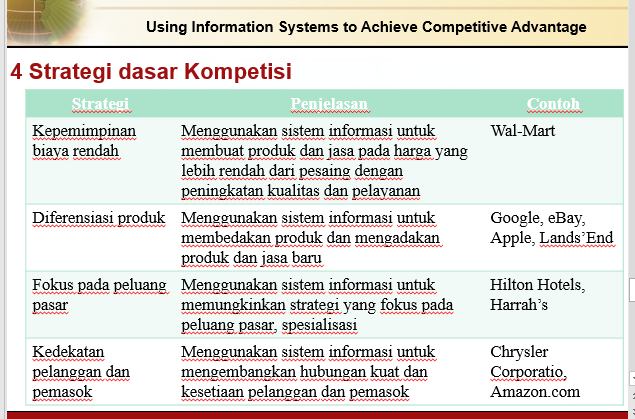 Using Information Systems to Achieve Competitive Advantage
4 Strategi dasar Kompetisi
Strategi Penjelasan Contoh
Kepemimpinan biaya rendah
Menggunakan sistem informasi untuk
membuat produk dan jasa pada harga yang
lebih rendah dari pesaing dengan
peningkatan kualitas dan pelayanan
Wal-Mart
Diferensiasi produk
Menggunakan sistem informasi untuk
membedakan produk dan mengadakan
produk dan jasa baru
Google, eBay,
Apple, Lands'End
Fokus pada peluang
pasar
Menggunakan sistem informasi untuk
memungkinkan strategi yang fokus pada
peluang pasar, spesialisasi
Hilton Hotels,
Harrah's
Kedekatan
pelanggan dan
pemasok
Menggunakan sistem informasi untuk
mengembangkan hubungan kuat dan
kesetiaan pelanggan dan pemasok
Chrysler
Corporatio,
Amazon.com